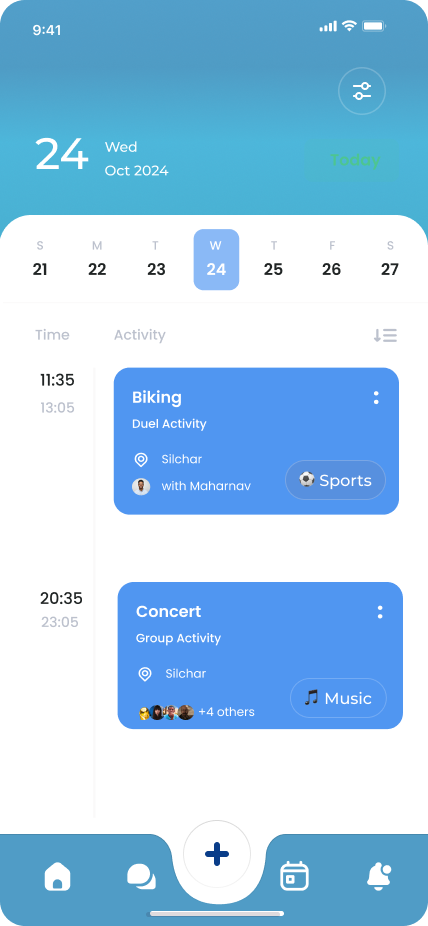 9:41
24
Wed
Oct 2024
Today
S M T W T F S
21 22 23 24 25 26 27
Time Activity
11:35
13:05
Biking
Duel Activity
Silchar
with Maharnav
Sports
20:35
23:05
Concert
Group Activity
Silchar
+4 others
Music